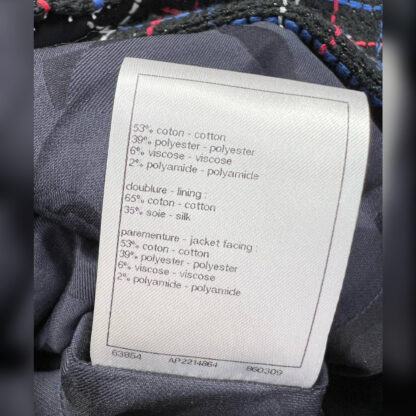 53% coton - cotton
39% polyester - polyester
6% viscose - viscose
2% polyamide - polyamide
doublure - lining :
65% coton - cotton
35% soie - silk
parementure - jacket facing :
53% coton - cotton
39% polyester - polyester
6% viscose - viscose
2% polyamide - polyamide
63854 AP2214864 860309